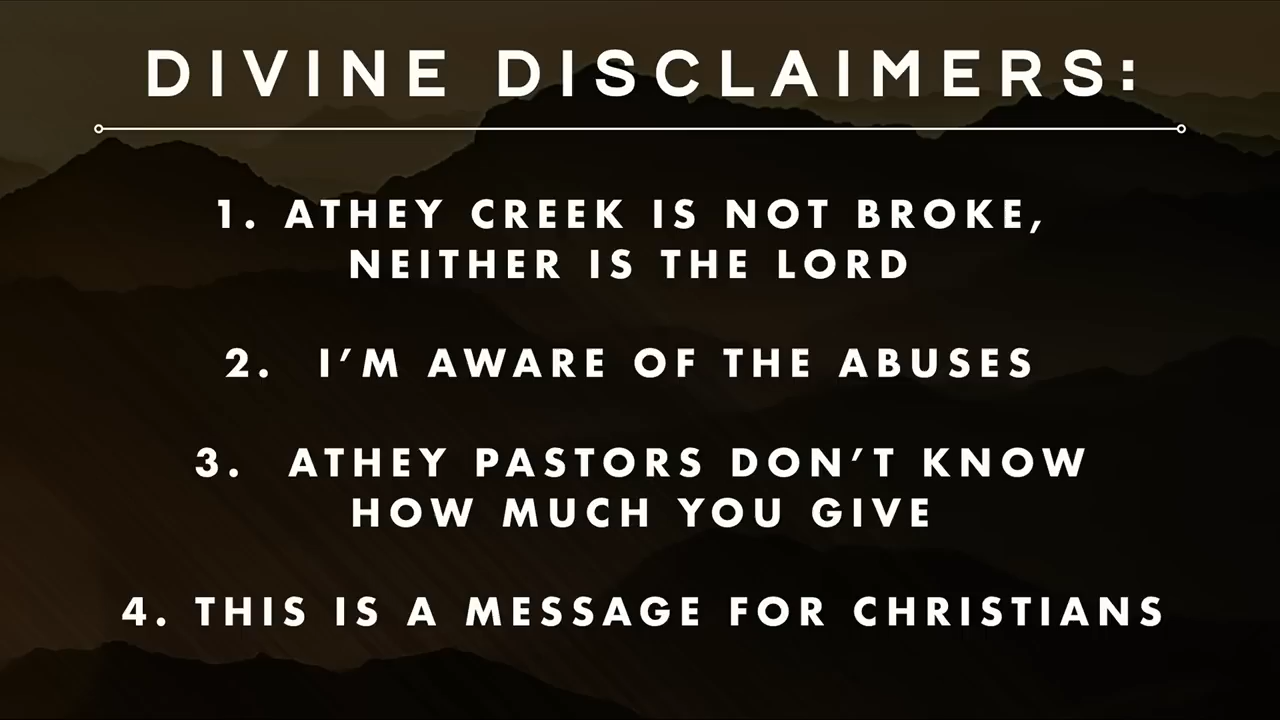 DIVINE DISCLAIMERS:
1. ATHEY CREEK IS NOT BROKE,
NEITHER IS THE LORD
2. I’M AWARE OF THE ABUSES
3. ATHEY PASTORS DON’T KNOW
HOW MUCH YOU GIVE
4. THIS IS A MESSAGE FOR CHRISTIANS